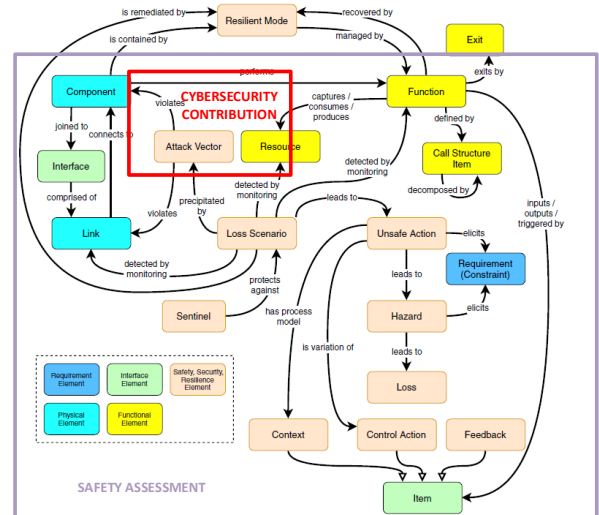 is remediated by
Resilient Mode
recovered by
is contained by
managed by
Exit
performs
exits by
Component
CYBERSECURITY
CONTRIBUTION
captures /
consumes /
produces
Function
violates
joined to
connects to
defined by
Attack Vector
Resource
Call Structure
Item
Interface
detected by
monitoring
decomposed by
comprised of
precipitated
by
detected by
monitoring
leads to
inputs /
outputs /
triggered by
violates
Link
Loss Scenario
Unsafe Action
elicits
detected by
monitoring
protects
against
leads to
Requirement
(Constraint)
Sentinel
has process
model
Hazard
elicits
is variation of
leads to
Requirement
Element
Interface
Element
Safety, Security,
Resilience
Element
Loss
Physical
Element
Functional
Element
Context
Control Action
Feedback
SAFETY ASSESSMENT
Item